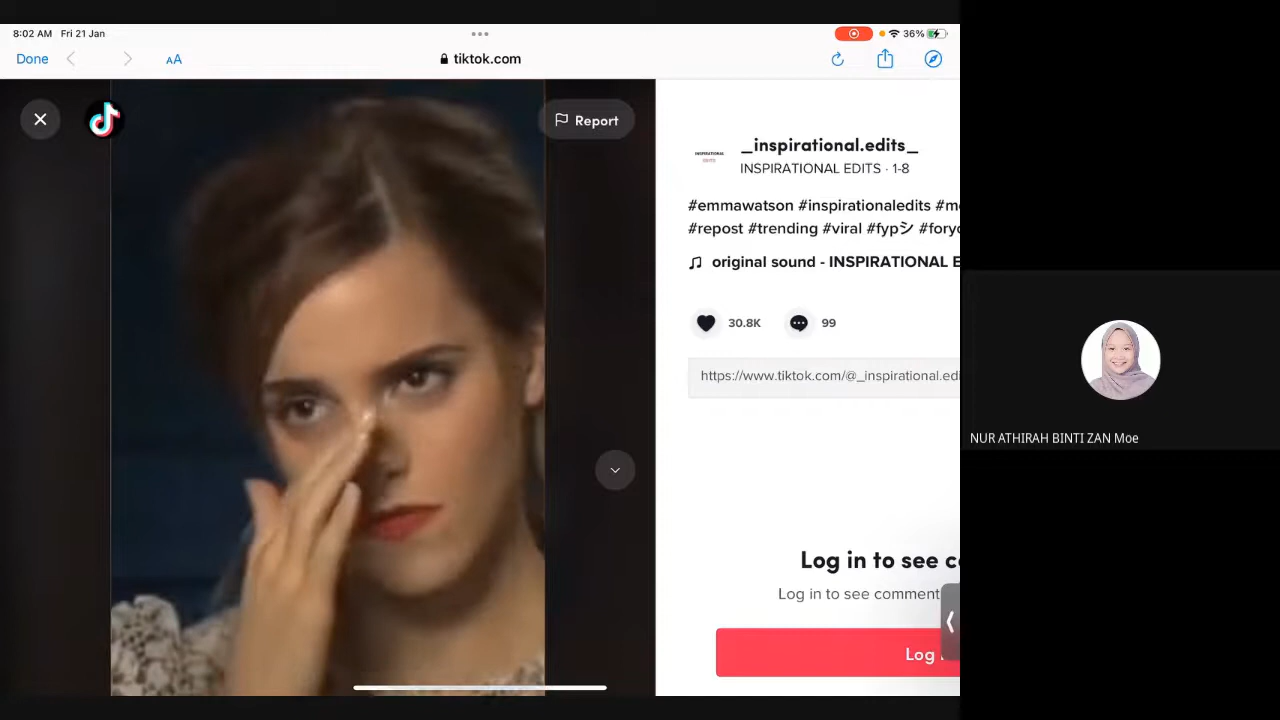 8:02 AM Fri 21 Jan
36%
Done
AA
tiktok.com
Report
_inspirational.edits_
INSPIRATIONAL EDITS · 1-8
#emmawatson #inspirationaledits #m
#repost #trending #viral #fypシ #foryo
original sound - INSPIRATIONAL E
30.8K
99
https://www.tiktok.com/@_inspirational.edi
Log in to see c
Log in to see comment
Log
NUR ATHIRAH BINTI ZAN Moe